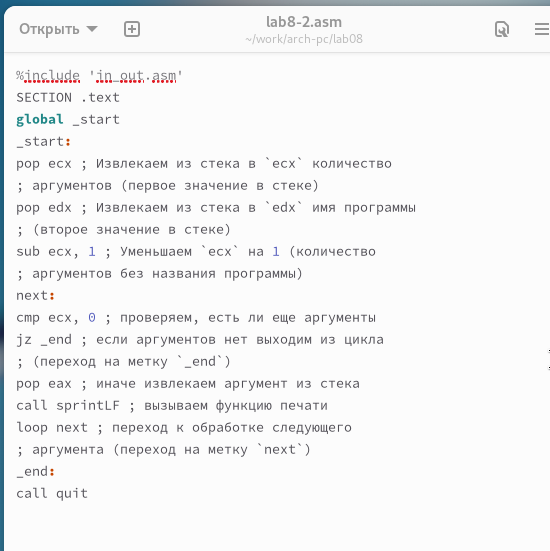 Открыть
lab8-2.asm
~/work/arch-pc/lab08
%include 'in_out.asm'
SECTION .text
global _start
_start:
pop ecx ; Извлекаем из стека в `ecx` количество
; аргументов (первое значение в стеке)
pop edx ; Извлекаем из стека в `edx` имя программы
; (второе значение в стеке)
sub ecx, 1 ; Уменьшаем `ecx` на 1 (количество
; аргументов без названия программы)
next:
cmp ecx, 0 ; проверяем, есть ли еще аргументы
jz _end ; если аргументов нет выходим из цикла
; (переход на метку `_end`)
pop eax ; иначе извлекаем аргумент из стека
call sprintLF ; вызываем функцию печати
loop next ; переход к обработке следующего
; аргумента (переход на метку `next`)
_end:
call quit